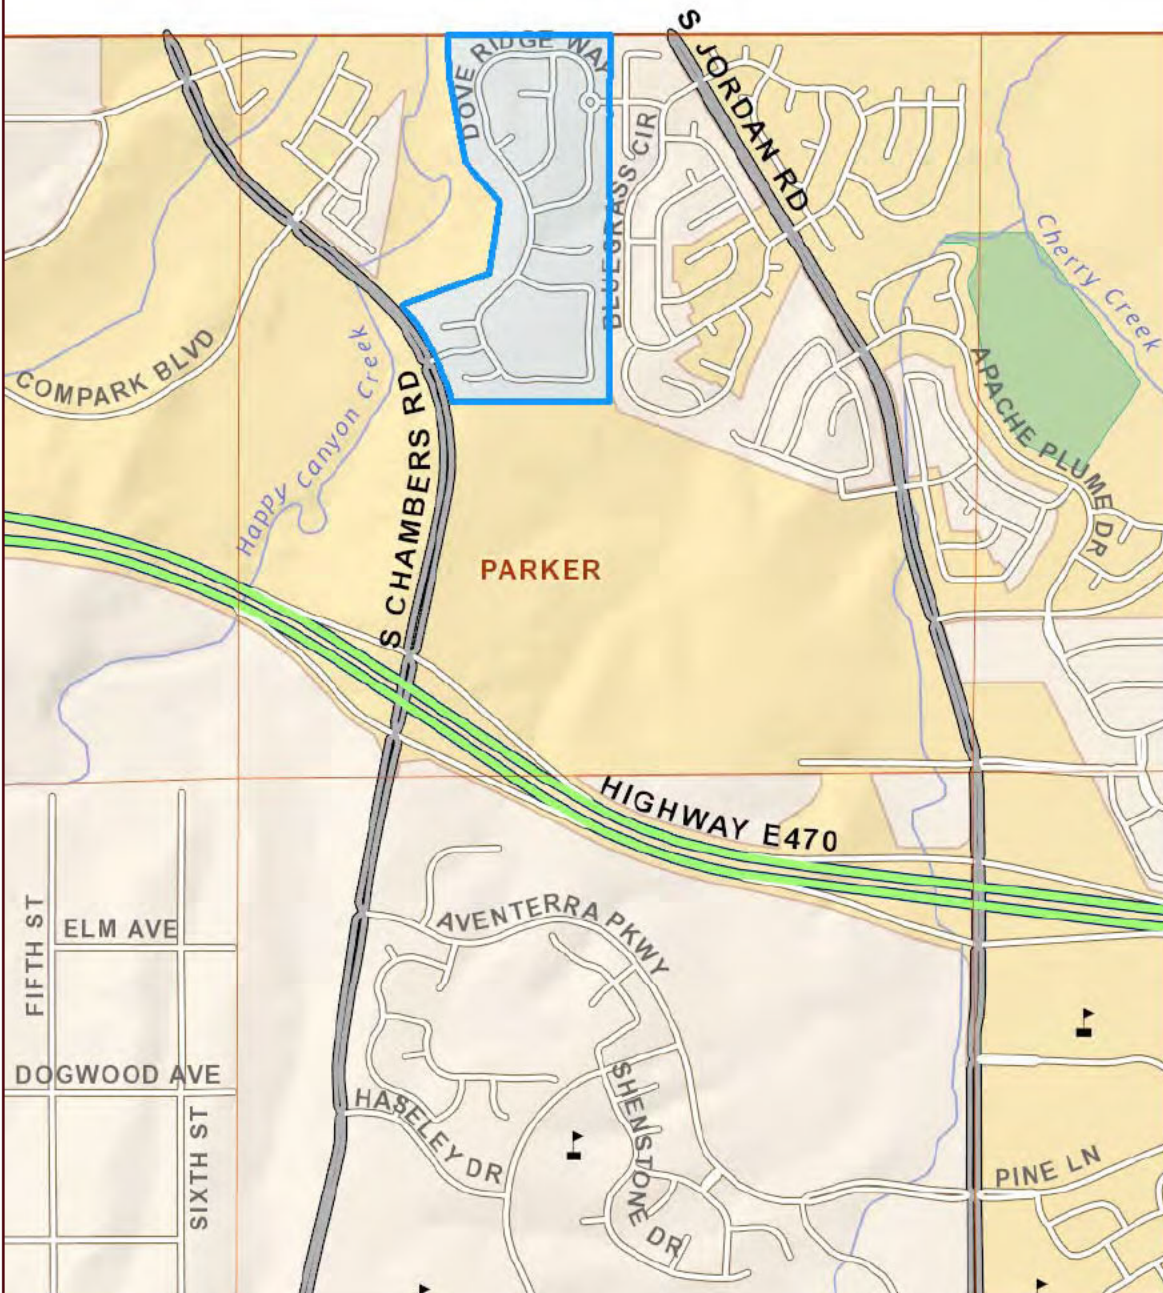 S JORDAN RD
DOVE RIDGE WAY
BLUEGRASS CIR
Cherry Creek
COMPARK BLVD
Happy Canyon Creek
S CHAMBERS RD
APACHE PLUME DR
PARKER
HIGHWAY E470
AVENTERRA PKWY
FIFTH ST
ELM AVE
DOGWOOD AVE
SIXTH ST
HASELEY DR
SHENSTONE DR
PINE LN